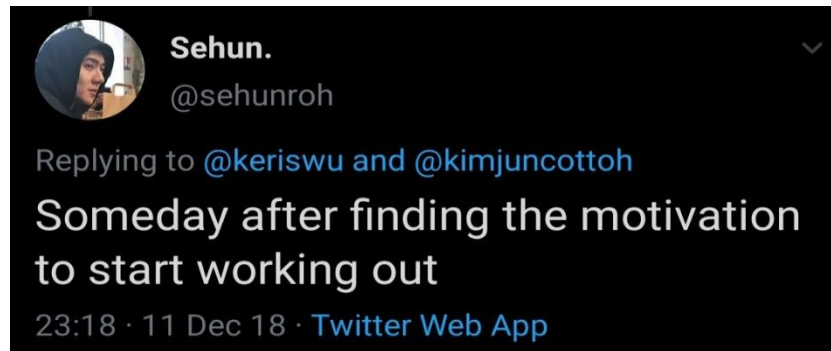 Sehun.
@sehunroh
Replying to @keriswu and @kimjuncottoh
Someday after finding the motivation
to start working out
23:18 · 11 Dec 18 · Twitter Web App